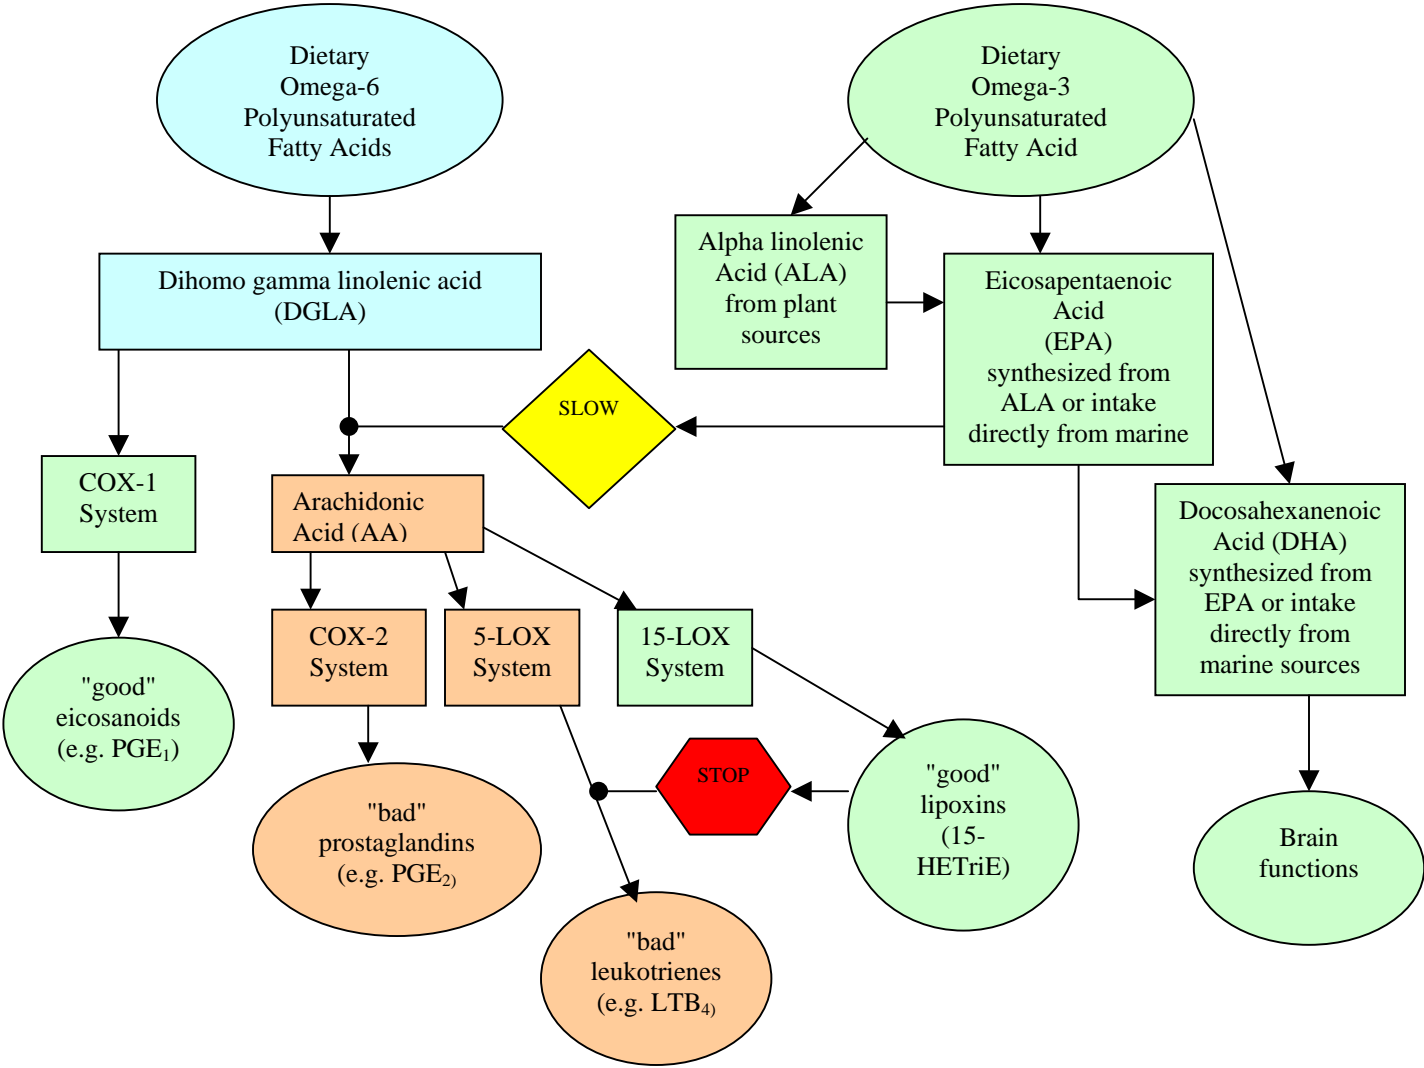 Dietary
Omega-6
Polyunsaturated
Fatty Acids
Dietary
Omega-3
Polyunsaturated
Fatty Acid
Dihomo gamma linolenic acid
(DGLA)
Alpha linolenic
Acid (ALA)
from plant
sources
Eicosapentaenoic
Acid
(EPA)
synthesized from
ALA or intake
directly from marine
SLOW
COX-1
System
Arachidonic
Acid (AA)
Docosahexanenoic
Acid (DHA)
synthesized from
EPA or intake
directly from
marine sources
COX-2
System
5-LOX
System
15-LOX
System
"good"
eicosanoids
(e.g. PGE₁)
STOP
"good"
lipoxins
(15-
HETriE)
"bad"
prostaglandins
(e.g. PGE₂₎
Brain
functions
"bad"
leukotrienes
(e.g. LTB₄₎